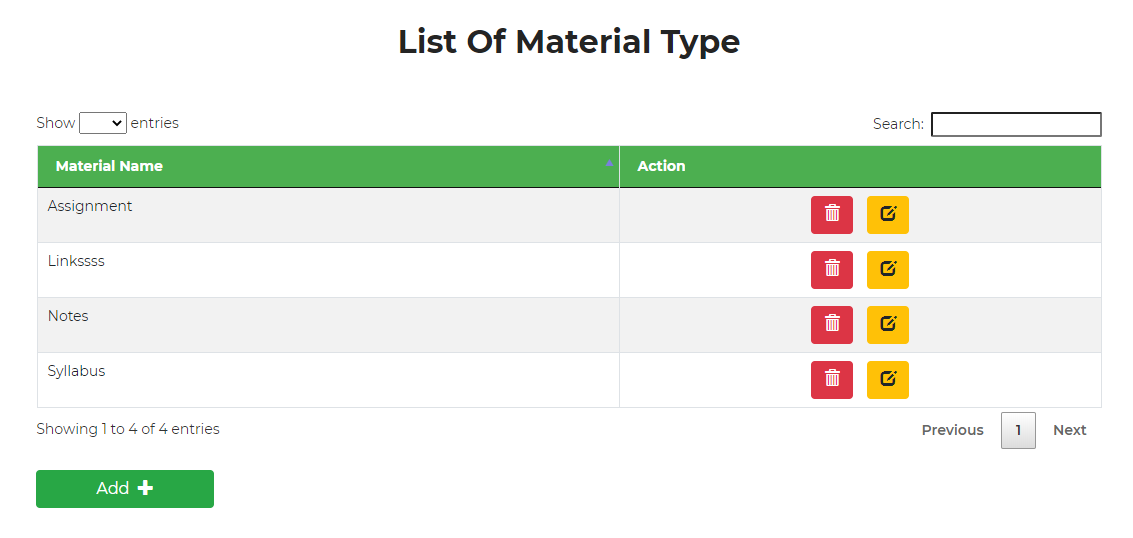 List Of Material Type
Show entries Search:
Material Name Action
Assignment
Linkssss
Notes
Syllabus
Showing 1 to 4 of 4 entries Previous 1 Next
Add